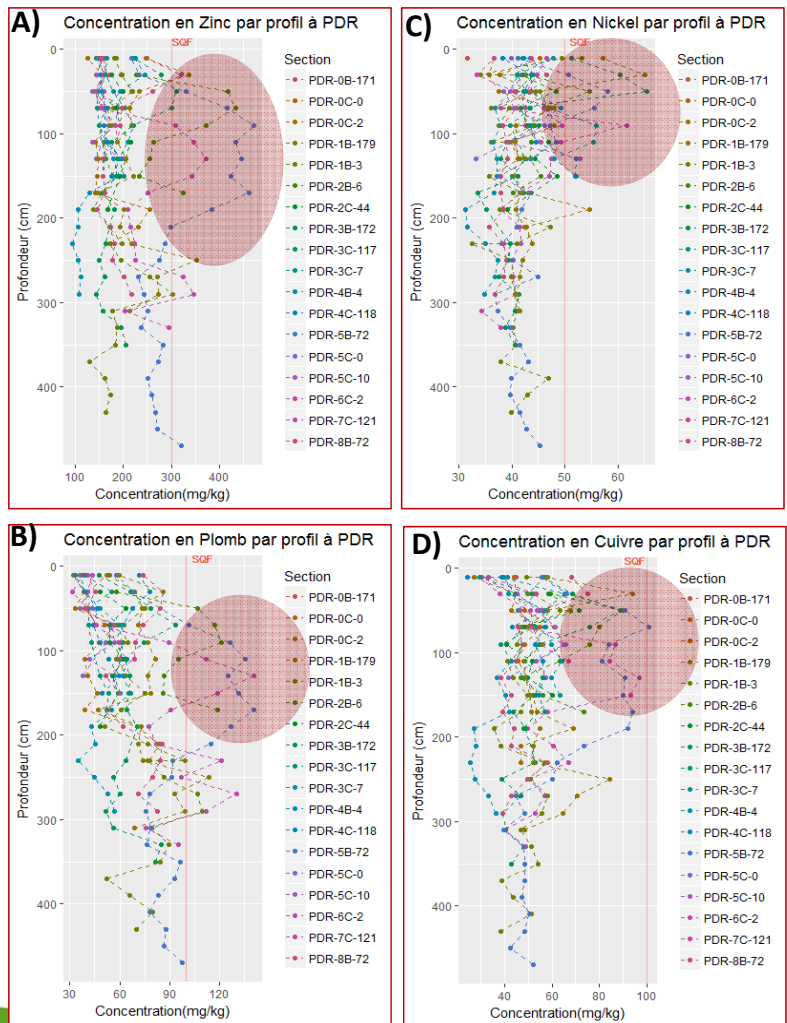 A)
Concentration en Zinc par profil à PDR
SQF
0
100
200
300
400
Profondeur (cm)
100
200
300
400
Concentration(mg/kg)
Section
PDR-0B-171
PDR-0C-0
PDR-0C-2
PDR-1B-179
PDR-1B-3
PDR-2B-6
PDR-2C-44
PDR-3B-172
PDR-3C-117
PDR-3C-7
PDR-4B-4
PDR-4C-118
PDR-5B-72
PDR-5C-0
PDR-5C-10
PDR-6C-2
PDR-7C-121
PDR-8B-72
C)
Concentration en Nickel par profil à PDR
SQF
0
100
200
300
400
Profondeur (cm)
30
40
50
60
Concentration(mg/kg)
Section
PDR-0B-171
PDR-0C-0
PDR-0C-2
PDR-1B-179
PDR-1B-3
PDR-2B-6
PDR-2C-44
PDR-3B-172
PDR-3C-117
PDR-3C-7
PDR-4B-4
PDR-4C-118
PDR-5B-72
PDR-5C-0
PDR-5C-10
PDR-6C-2
PDR-7C-121
PDR-8B-72
B)
Concentration en Plomb par profil à PDR
SQF
0
100
200
300
400
Profondeur (cm)
30
60
90
120
Concentration(mg/kg)
Section
PDR-0B-171
PDR-0C-0
PDR-0C-2
PDR-1B-179
PDR-1B-3
PDR-2B-6
PDR-2C-44
PDR-3B-172
PDR-3C-117
PDR-3C-7
PDR-4B-4
PDR-4C-118
PDR-5B-72
PDR-5C-0
PDR-5C-10
PDR-6C-2
PDR-7C-121
PDR-8B-72
D)
Concentration en Cuivre par profil à PDR
SQF
0
100
200
300
400
Profondeur (cm)
40
60
80
100
Concentration(mg/kg)
Section
PDR-0B-171
PDR-0C-0
PDR-0C-2
PDR-1B-179
PDR-1B-3
PDR-2B-6
PDR-2C-44
PDR-3B-172
PDR-3C-117
PDR-3C-7
PDR-4B-4
PDR-4C-118
PDR-5B-72
PDR-5C-0
PDR-5C-10
PDR-6C-2
PDR-7C-121
PDR-8B-72